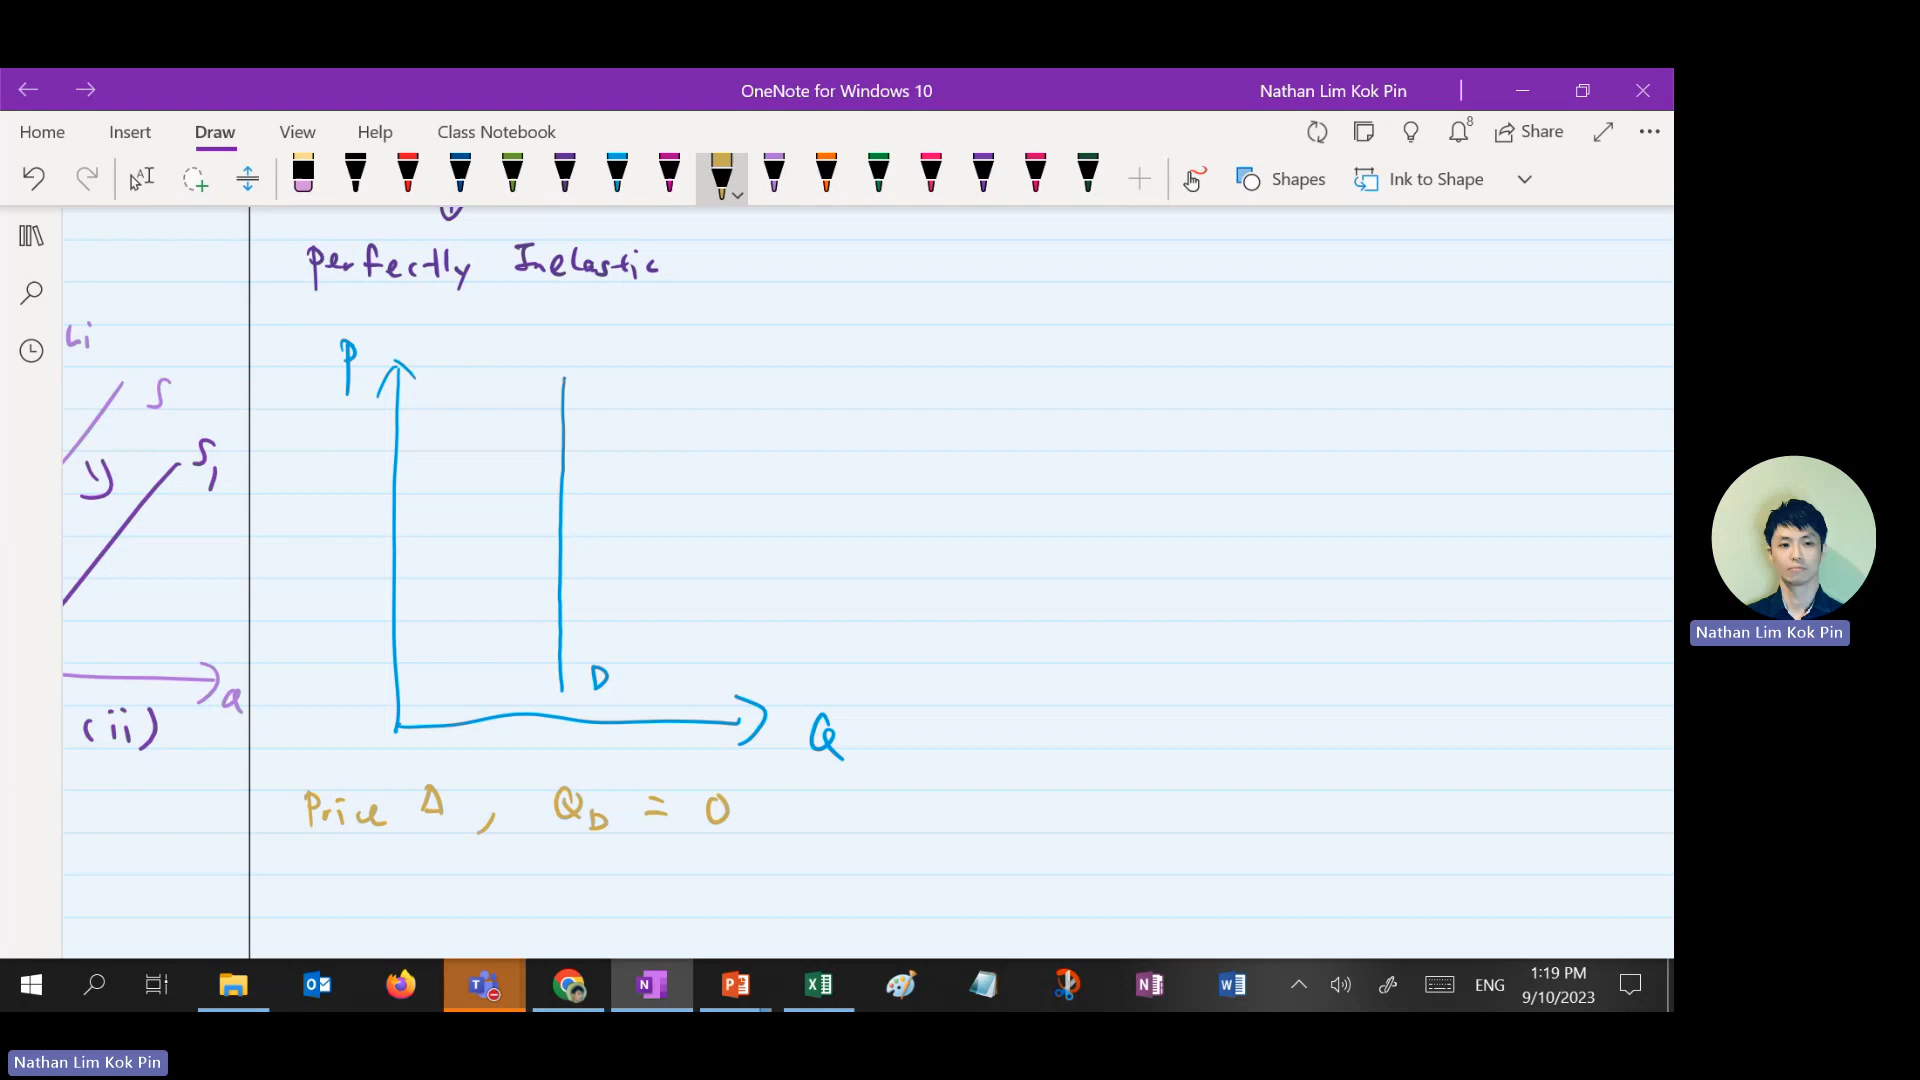 OneNote for Windows 10
Nathan Lim Kok Pin
Home Insert Draw View Help Class Notebook
8
Share
Shapes
Ink to Shape
Perfectly Inelastic
Li
S
S1
y
a
(ii)
P
D
Q
Price Δ , QD = 0
Nathan Lim Kok Pin
ENG
1:19 PM
9/10/2023
Nathan Lim Kok Pin